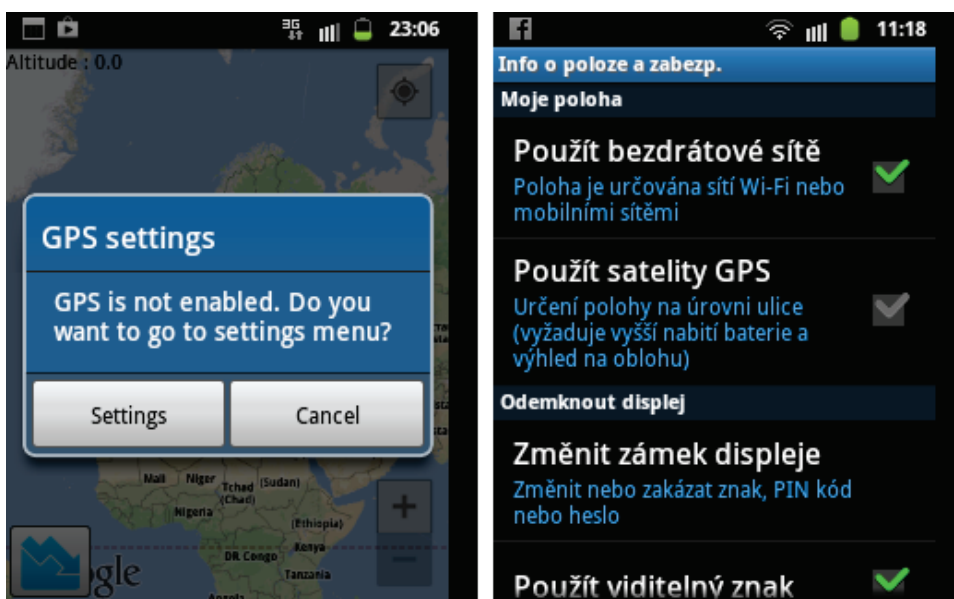 3G
23:06
Altitude : 0.0
GPS settings
GPS is not enabled. Do you
want to go to settings menu?
Settings
Cancel
Mali
Niger
Tchad
(Chad)
(Sudan)
Nigeria
(Ethiopia)
Kenya
DR Congo
Tanzania
Angola
11:18
Info o poloze a zabezp.
Moje poloha
Použít bezdrátové sítě
Poloha je určována sítí Wi-Fi nebo
mobilními sítěmi
Použít satelity GPS
Určení polohy na úrovni ulice
(vyžaduje vyšší nabití baterie a
výhled na oblohu)
Odemknout displej
Změnit zámek displeje
Změnit nebo zakázat znak, PIN kód
nebo heslo
Použít viditelný znak